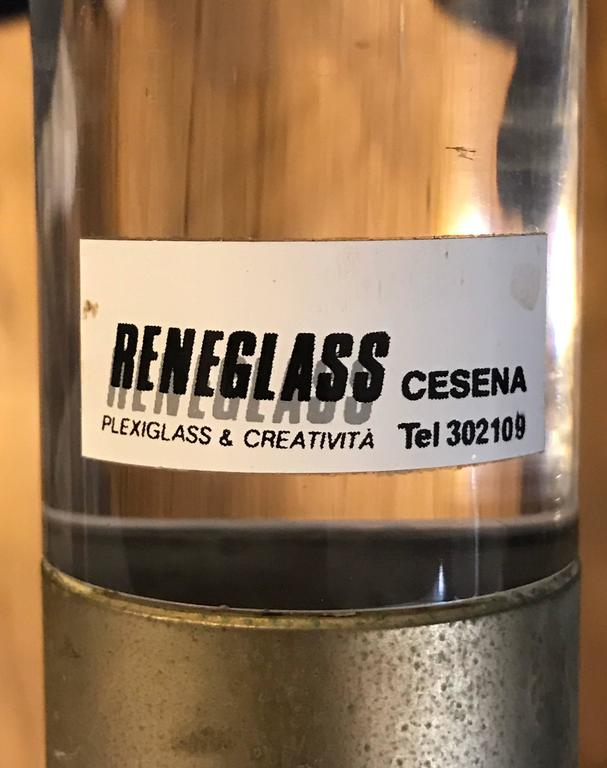 RENEGLASS CESENA
PLEXIGLASS & CREATIVITÀ Tel 302109